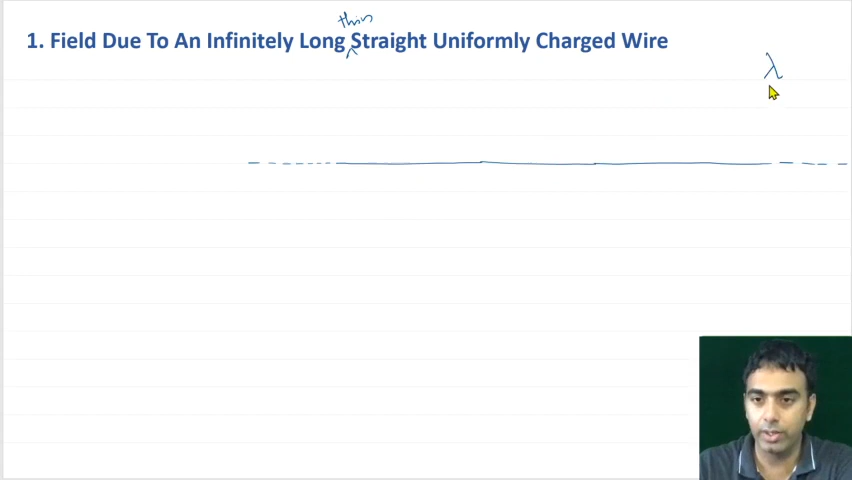 thin
1. Field Due To An Infinitely Long Straight Uniformly Charged Wire
λ